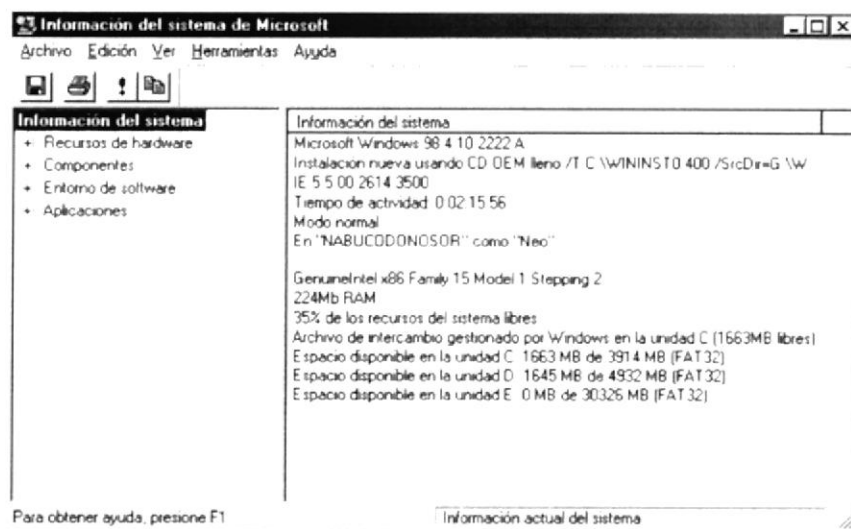 Información del sistema de Microsoft
Archivo Edición Ver Herramientas Ayuda
Información del sistema
+ Recursos de hardware
+ Componentes
+ Entorno de software
+ Aplicaciones
Información del sistema
Microsoft Windows 98 4 10 2222 A
Instalacion nueva usando CD OEM lleno /T C \WININST0 400 /SrcDir=G \W
IE 5 5 00 2614 3500
Tiempo de actividad 0 02 15 56
Modo normal
En "NABUCODONOSOR" como "Neo"
GenuineIntel x86 Family 15 Model 1 Stepping 2
224Mb RAM
35% de los recursos del sistema libres
Archivo de intercambio gestionado por Windows en la unidad C (1663MB libres)
Espacio disponible en la unidad C 1663 MB de 3914 MB (FAT32)
Espacio disponible en la unidad D 1645 MB de 4932 MB (FAT32)
Espacio disponible en la unidad E 0 MB de 30326 MB (FAT32)
Para obtener ayuda, presione F1
Información actual del sistema